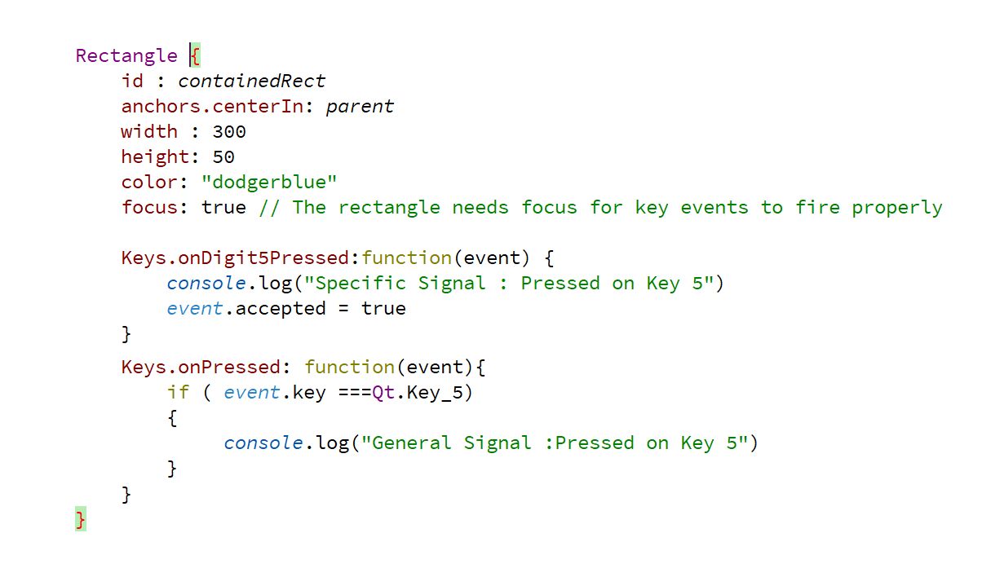 Rectangle {
id : containedRect
anchors.centerIn: parent
width : 300
height: 50
color: "dodgerblue"
focus: true // The rectangle needs focus for key events to fire properly
Keys.onDigit5Pressed:function(event) {
console.log("Specific Signal : Pressed on Key 5")
event.accepted = true
}
Keys.onPressed: function(event){
if ( event.key ===Qt.Key_5)
{
console.log("General Signal :Pressed on Key 5")
}
}
}